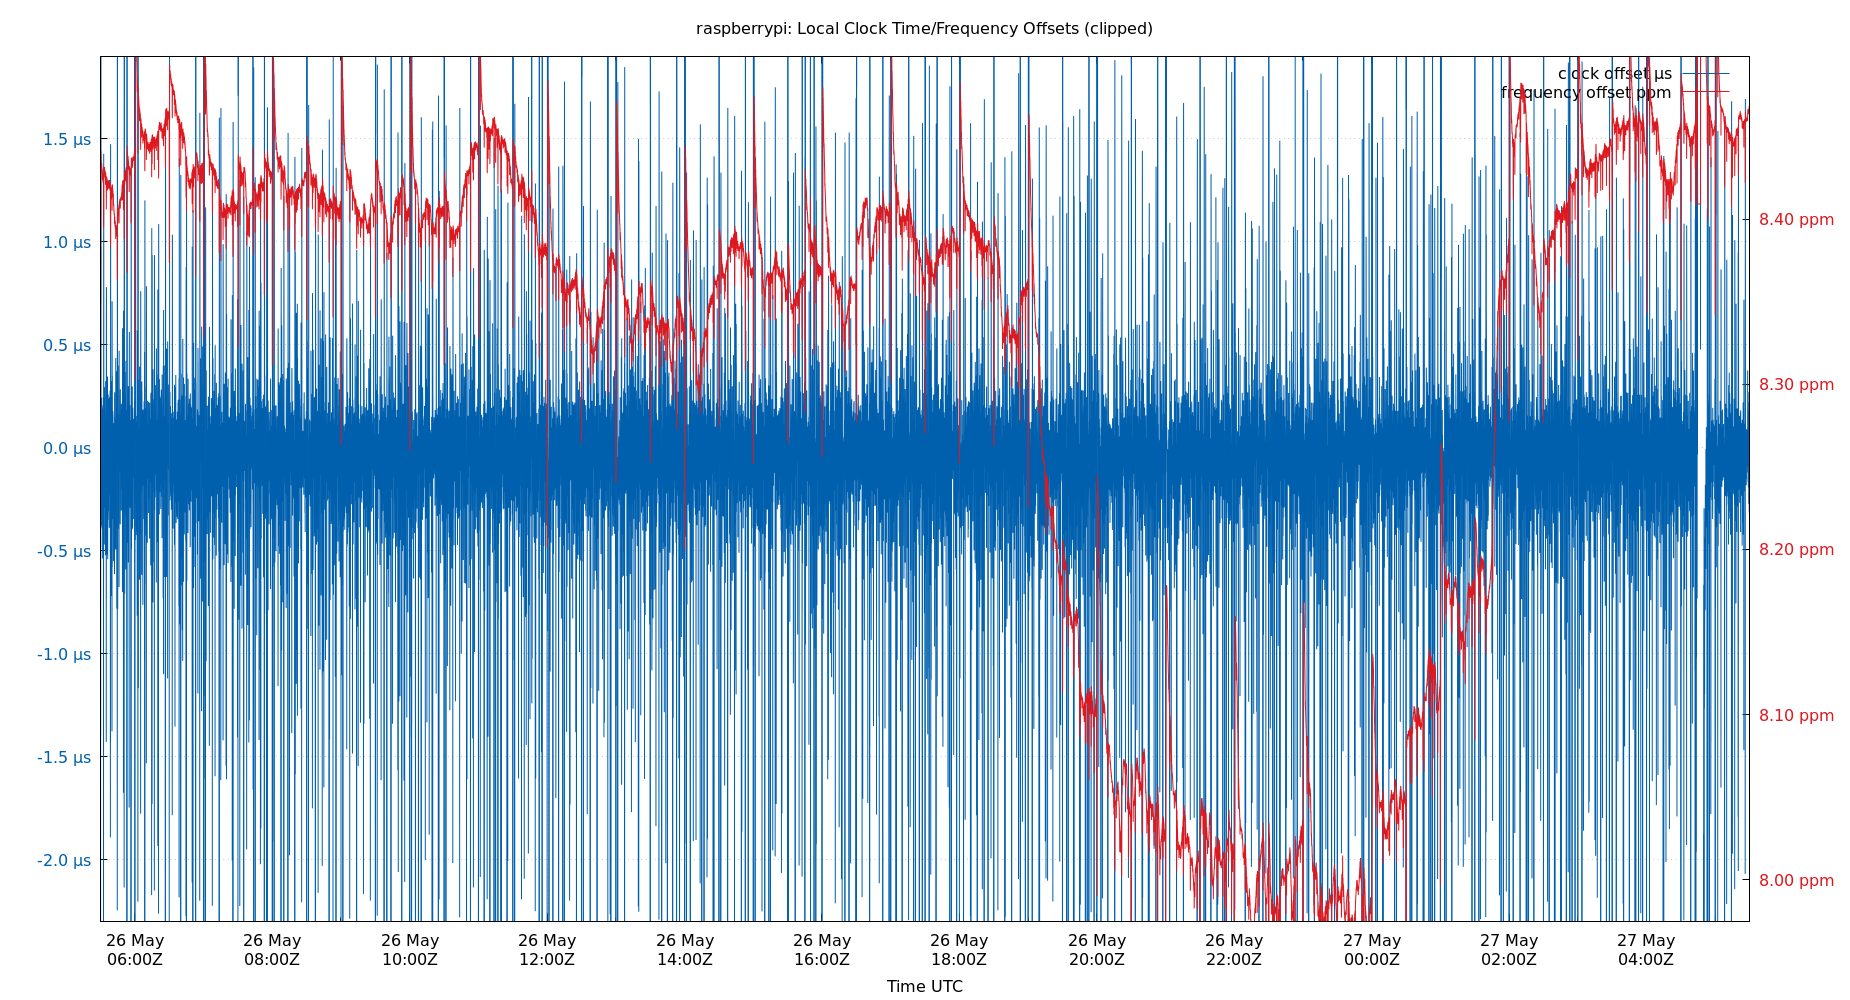 raspberrypi: Local Clock Time/Frequency Offsets (clipped)
clock offset µs
frequency offset ppm
1.5 µs
1.0 µs
0.5 µs
0.0 µs
-0.5 µs
-1.0 µs
-1.5 µs
-2.0 µs
8.40 ppm
8.30 ppm
8.20 ppm
8.10 ppm
8.00 ppm
26 May 26 May 26 May 26 May 26 May 26 May 26 May 26 May 26 May 27 May 27 May 27 May
06:00Z 08:00Z 10:00Z 12:00Z 14:00Z 16:00Z 18:00Z 20:00Z 22:00Z 00:00Z 02:00Z 04:00Z
Time UTC